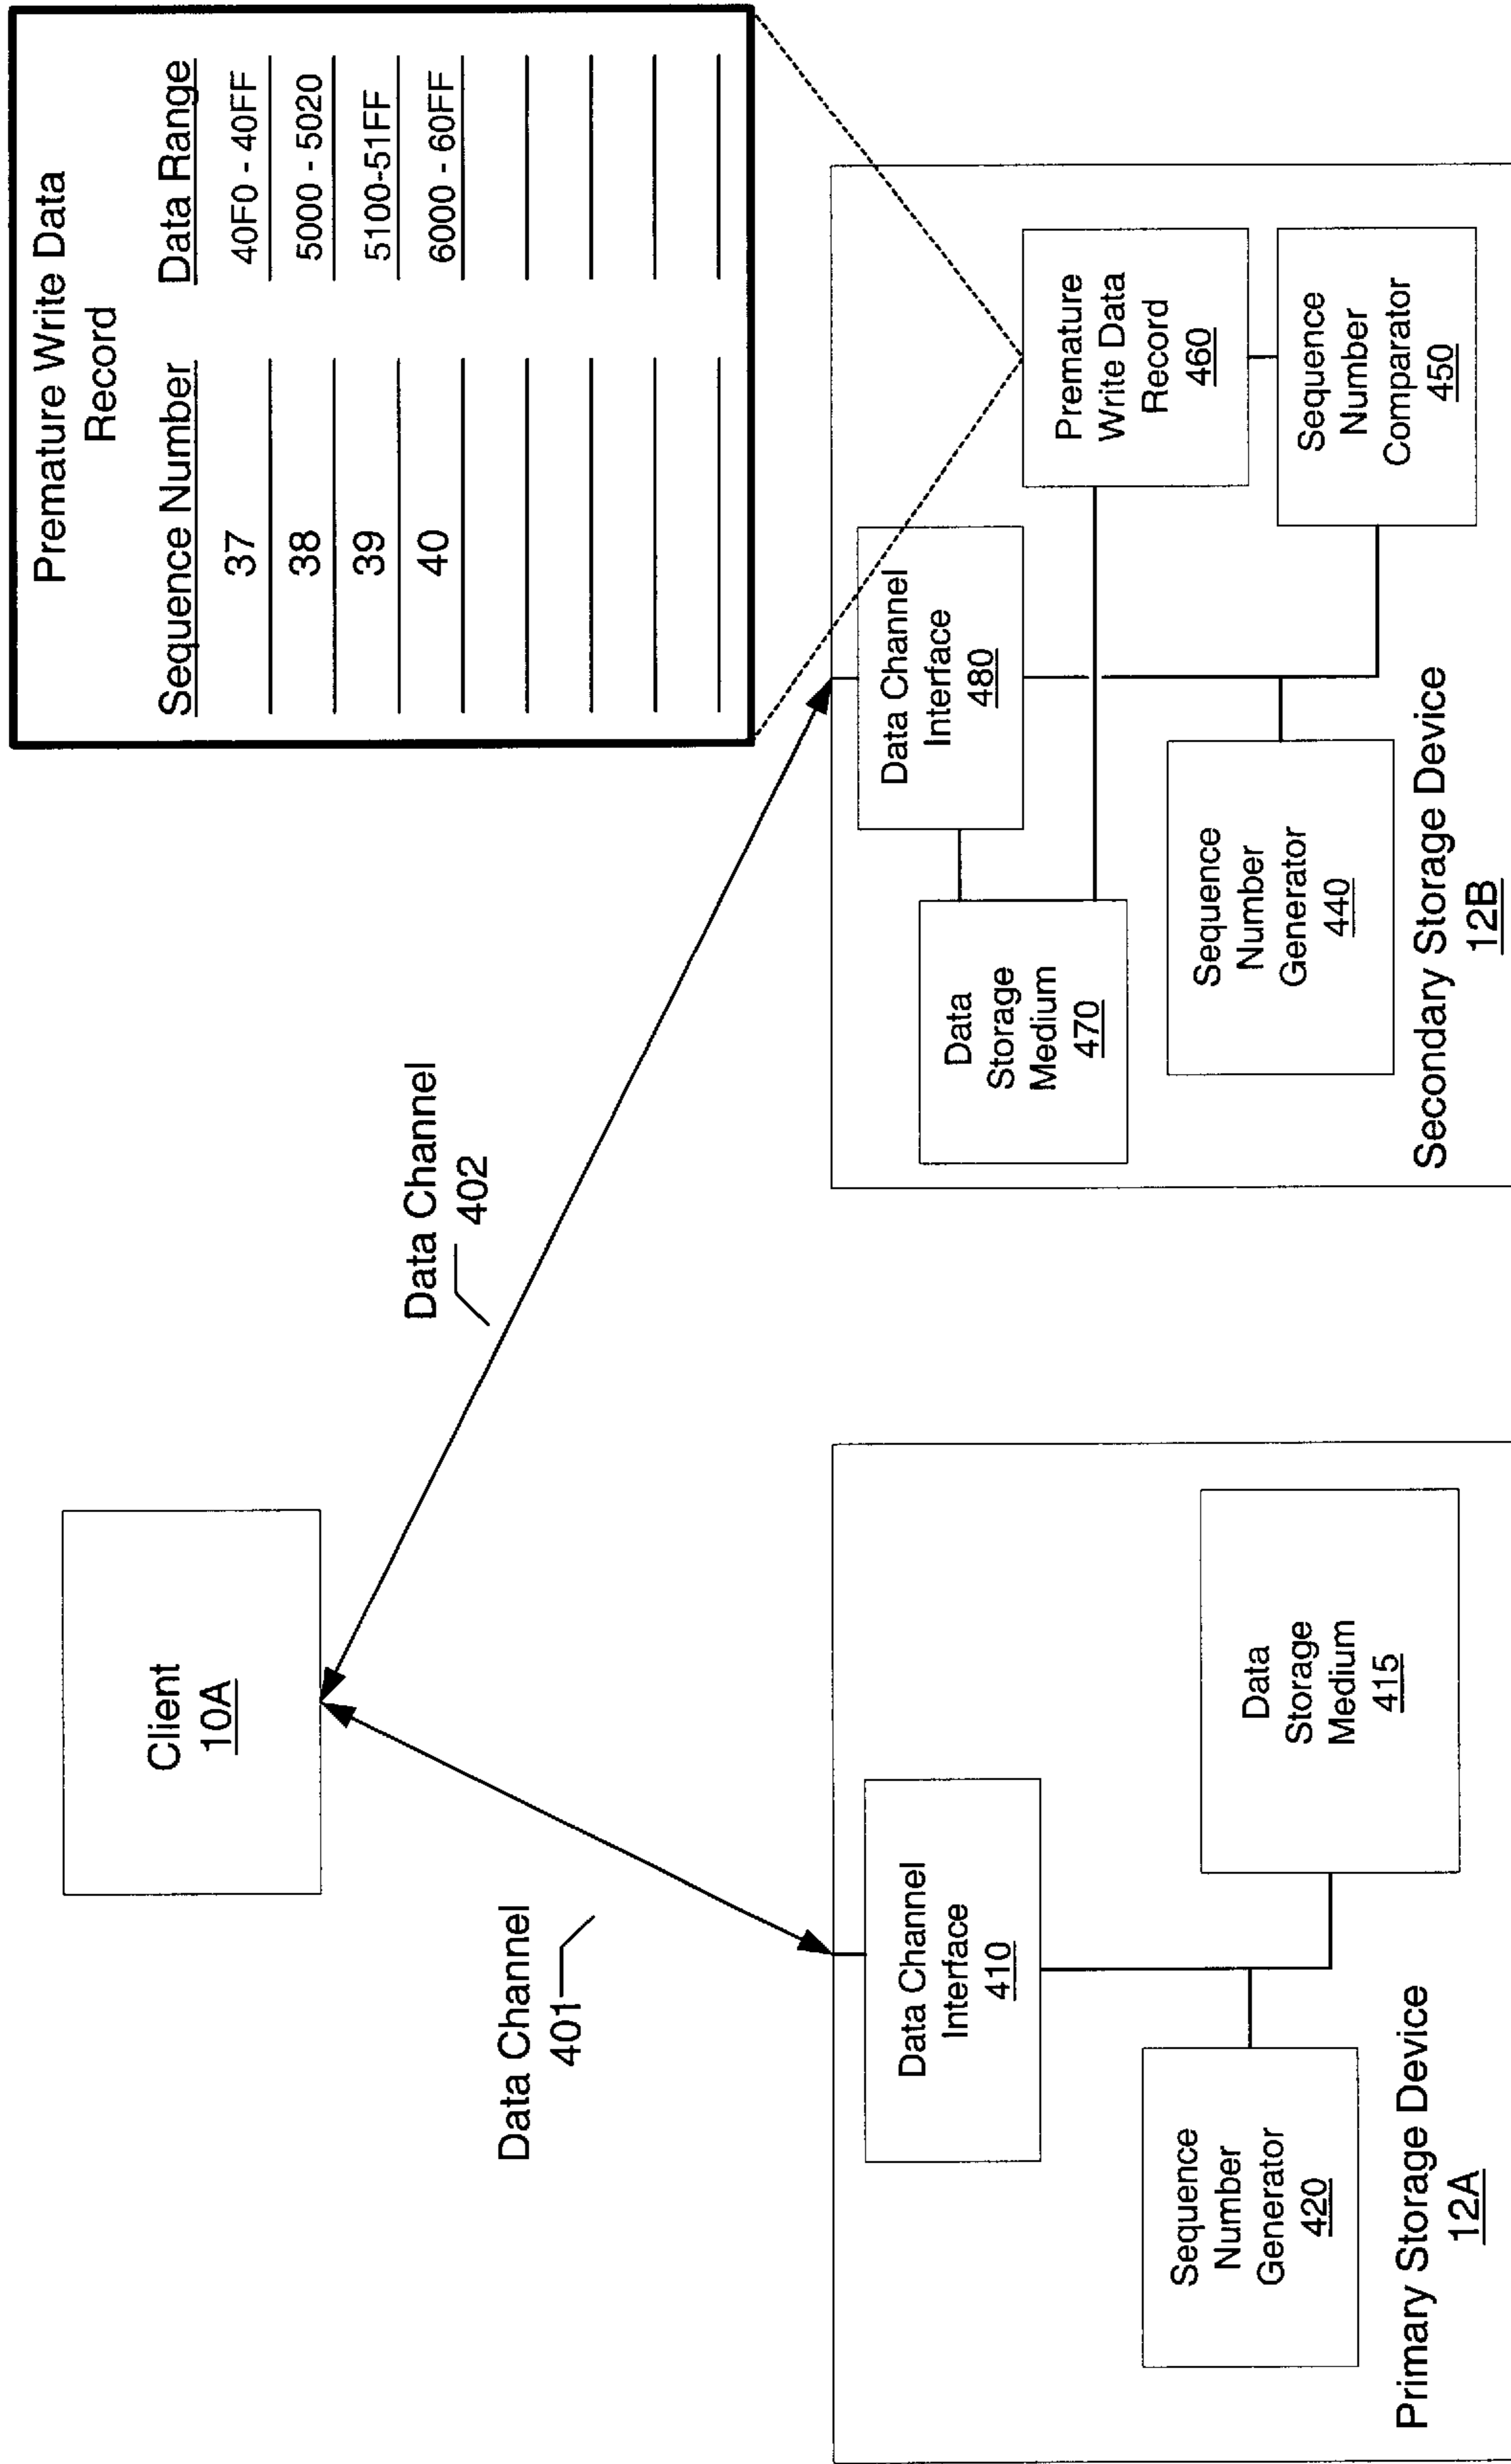 Client
10A
Data Channel
401
Data Channel
402
Premature Write Data
Record
Sequence Number Data Range
37 40F0 - 40FF
38 5000 - 5020
39 5100-51FF
40 6000 - 60FF
Data Channel
Interface
410
Sequence
Number
Generator
420
Data
Storage
Medium
415
Primary Storage Device
12A
Data Channel
Interface
480
Data
Storage
Medium
470
Premature
Write Data
Record
460
Sequence
Number
Generator
440
Sequence
Number
Comparator
450
Secondary Storage Device
12B